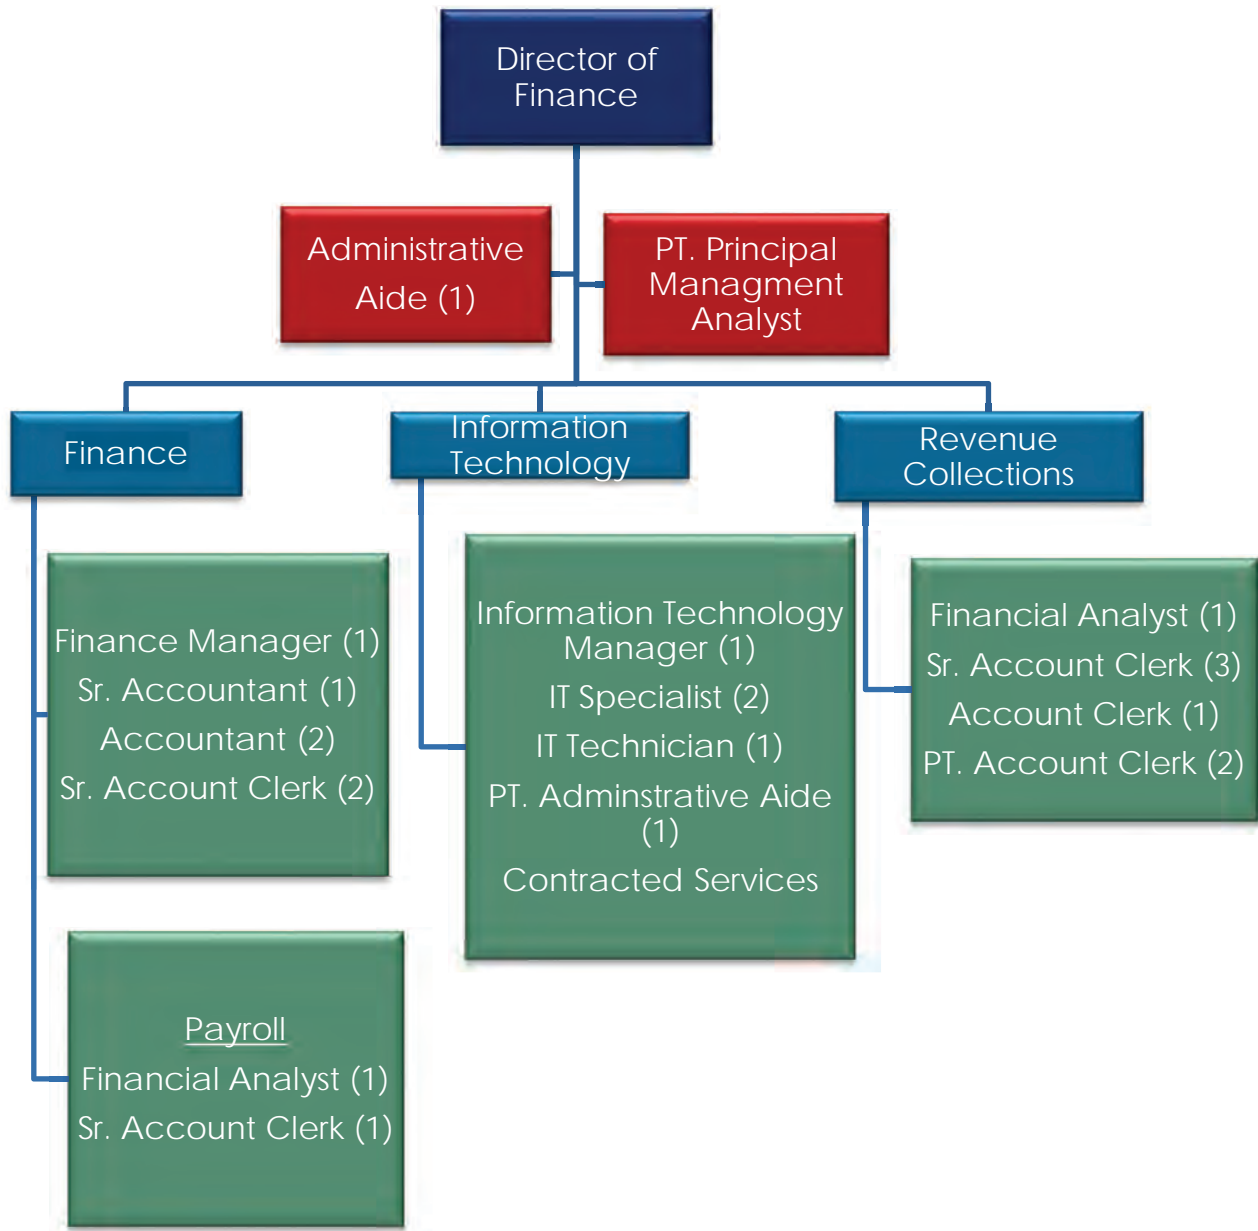 Director of
Finance
Administrative
Aide (1)
PT. Principal
Managment
Analyst
Finance
Information
Technology
Revenue
Collections
Finance Manager (1)
Sr. Accountant (1)
Accountant (2)
Sr. Account Clerk (2)
Information Technology
Manager (1)
IT Specialist (2)
IT Technician (1)
PT. Adminstrative Aide
(1)
Contracted Services
Financial Analyst (1)
Sr. Account Clerk (3)
Account Clerk (1)
PT. Account Clerk (2)
Payroll
Financial Analyst (1)
Sr. Account Clerk (1)